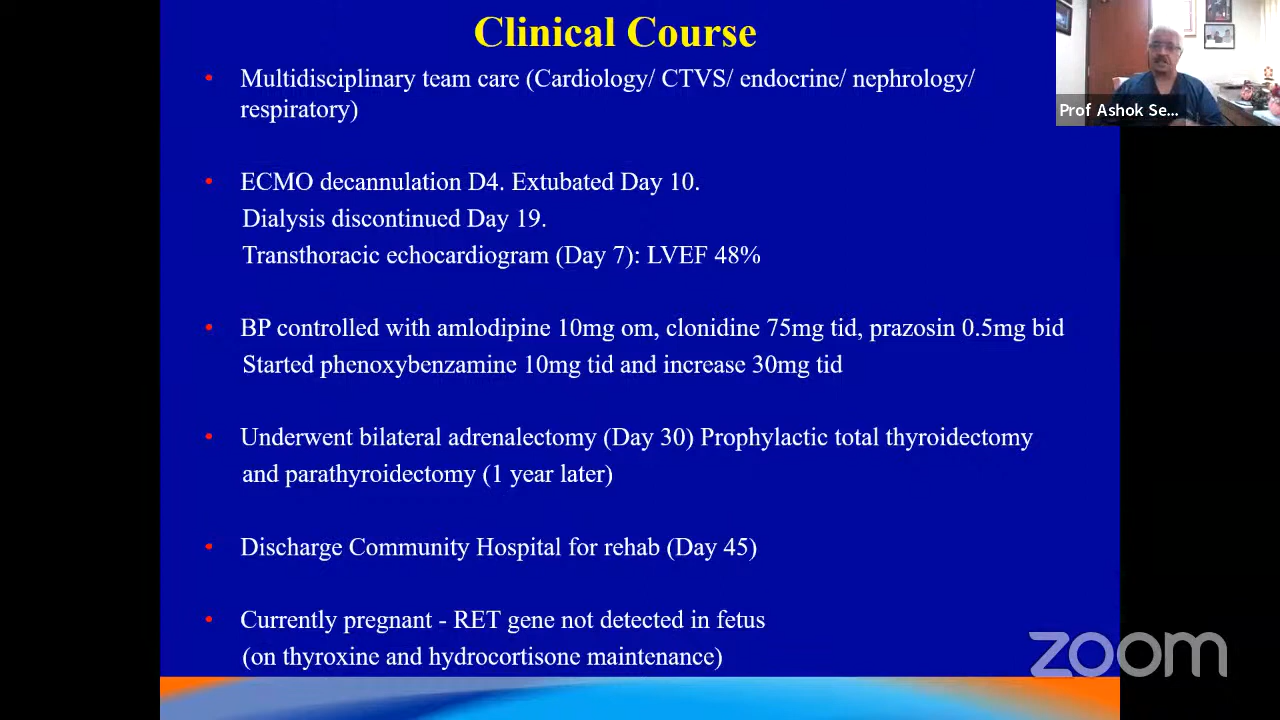 Clinical Course
• Multidisciplinary team care (Cardiology/ CTVS/ endocrine/ nephrology/
respiratory)
• ECMO decannulation D4. Extubated Day 10.
Dialysis discontinued Day 19.
Transthoracic echocardiogram (Day 7): LVEF 48%
• BP controlled with amlodipine 10mg om, clonidine 75mg tid, prazosin 0.5mg bid
Started phenoxybenzamine 10mg tid and increase 30mg tid
• Underwent bilateral adrenalectomy (Day 30) Prophylactic total thyroidectomy
and parathyroidectomy (1 year later)
• Discharge Community Hospital for rehab (Day 45)
• Currently pregnant - RET gene not detected in fetus
(on thyroxine and hydrocortisone maintenance)
Prof Ashok Se...
zoom